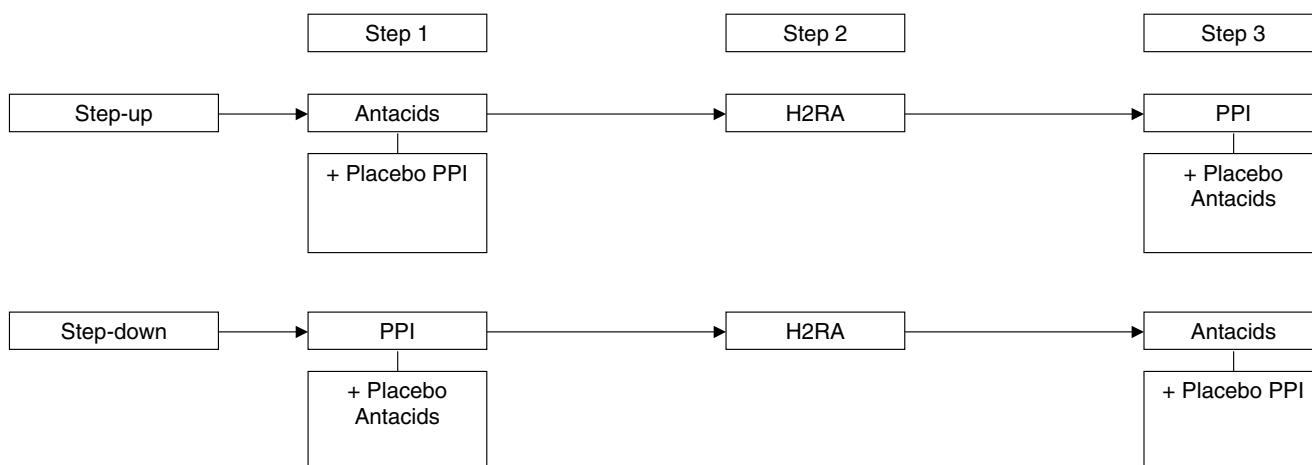 Step 1
Step 2
Step 3
Step-up
Antacids
H2RA
PPI
+ Placebo PPI
+ Placebo
Antacids
Step-down
PPI
H2RA
Antacids
+ Placebo
Antacids
+ Placebo PPI